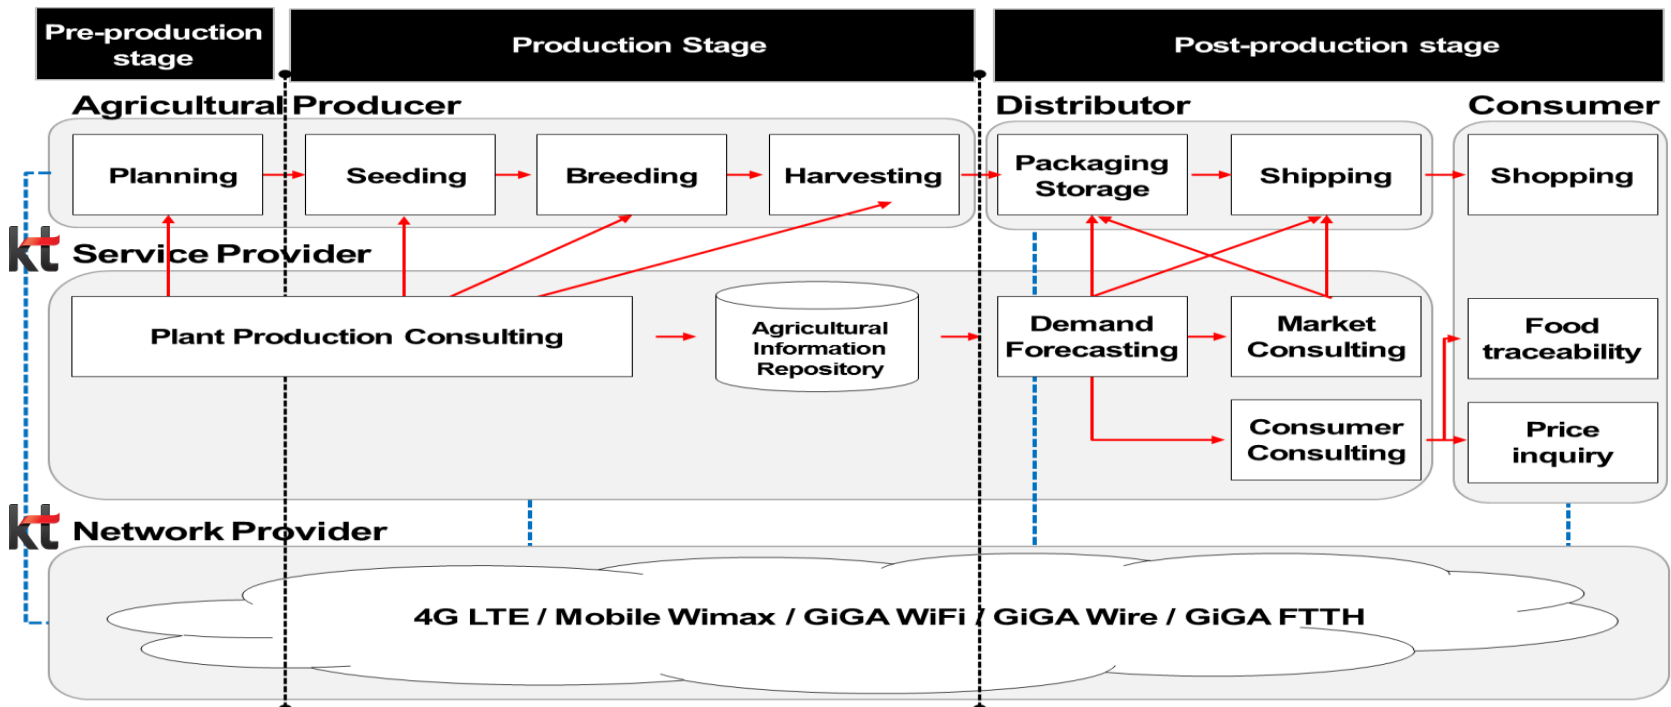 Pre-production
stage
Production Stage
Post-production stage
Agricultural Producer
Distributor
Consumer
Planning
Seeding
Breeding
Harvesting
Packaging
Storage
Shipping
Shopping
kt
Service Provider
Plant Production Consulting
Agricultural
Information
Repository
Demand
Forecasting
Market
Consulting
Food
traceability
Consumer
Consulting
Price
inquiry
kt
Network Provider
4G LTE / Mobile Wimax / GiGA WiFi / GiGA Wire / GiGA FTTH